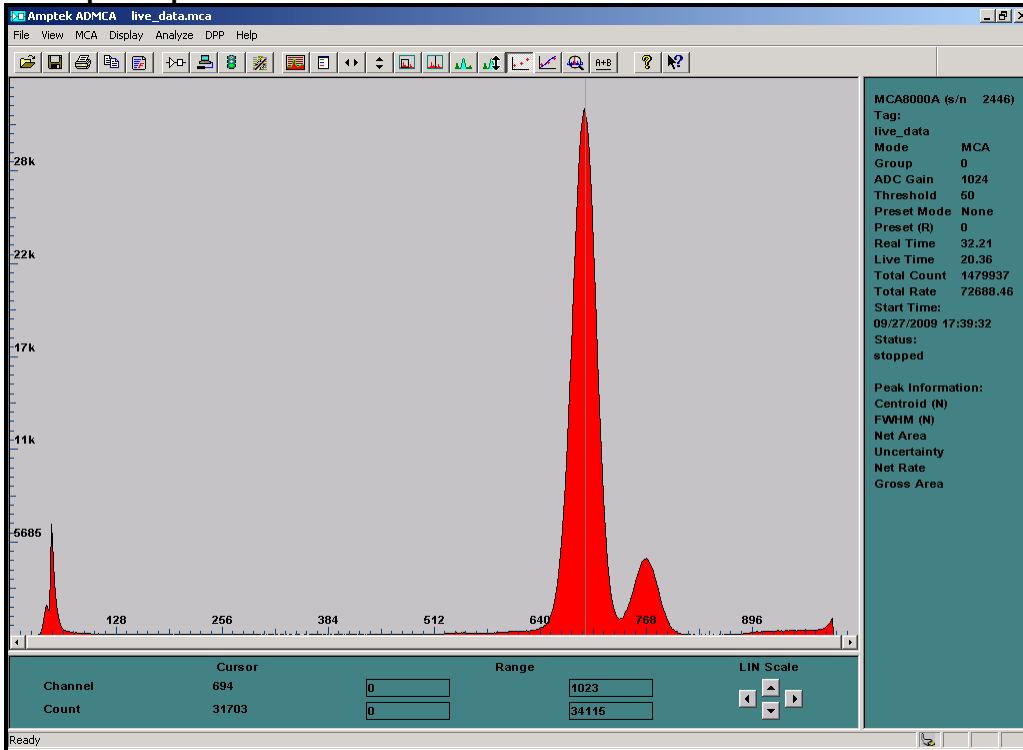 Amptek ADMCA live_data.mca
File View MCA Display Analyze DPP Help
A+B
MCA8000A (s/n 2446)
Tag:
live_data
Mode MCA
Group 0
ADC Gain 1024
Threshold 50
Preset Mode None
Preset (R) 0
Real Time 32.21
Live Time 20.36
Total Count 1479937
Total Rate 72688.46
Start Time:
09/27/2009 17:39:32
Status:
stopped
Peak Information:
Centroid (N)
FWHM (N)
Net Area
Uncertainty
Net Rate
Gross Area
28k
22k
17k
11k
5685
128 256 384 512 640 768 896
Cursor Range LIN Scale
Channel 694 0 1023
Count 31703 0 34115
Ready